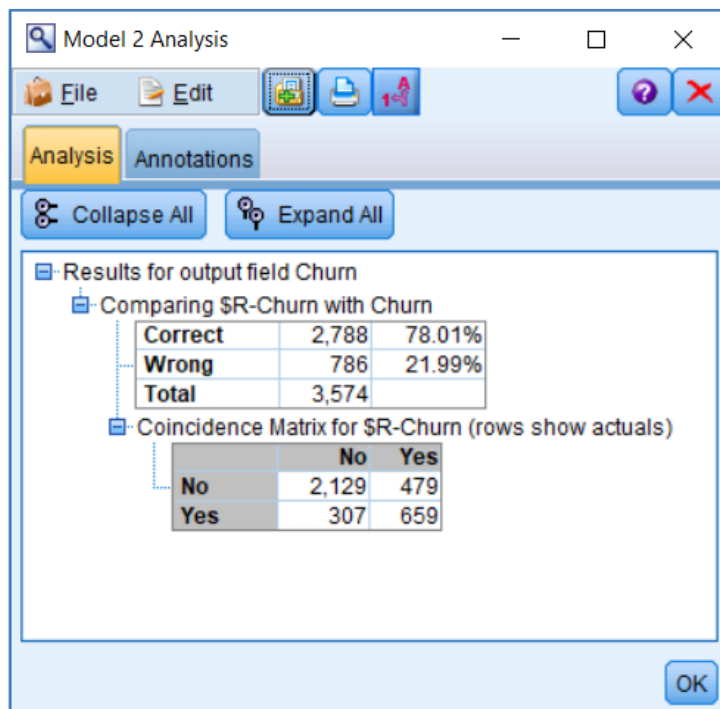 Model 2 Analysis
File Edit
Analysis Annotations
Collapse All Expand All
Results for output field Churn
Comparing $R-Churn with Churn
Correct 2,788 78.01%
Wrong 786 21.99%
Total 3,574
Coincidence Matrix for $R-Churn (rows show actuals)
No Yes
No 2,129 479
Yes 307 659
OK